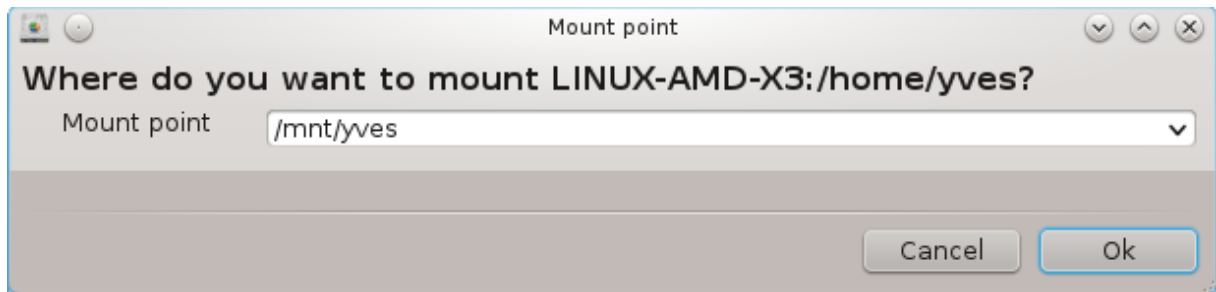 Mount point
Where do you want to mount LINUX-AMD-X3:/home/yves?
Mount point /mnt/yves
Cancel Ok